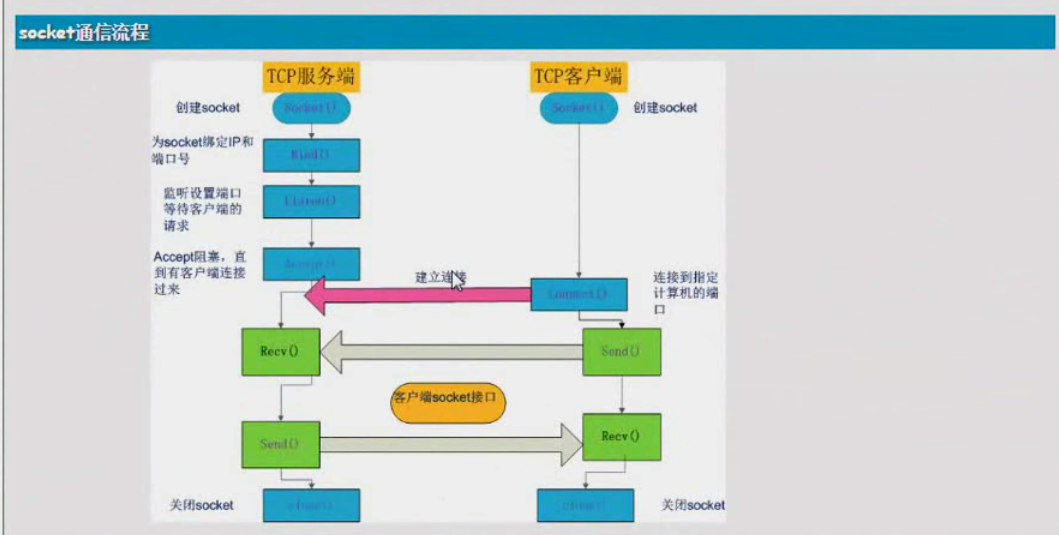 socket通信流程
TCP服务端
TCP客户端
创建socket
Socket()
Socket()
创建socket
为socket绑定IP和
端口号
Bind()
监听设置端口
等待客户端的
请求
Listen()
Accept阻塞，直
到有客户端连接
过来
Accept()
建立连接
Connect()
连接到指定
计算机的端
口
Recv()
Send()
客户端socket接口
Send()
Recv()
关闭socket
close()
close()
关闭socket